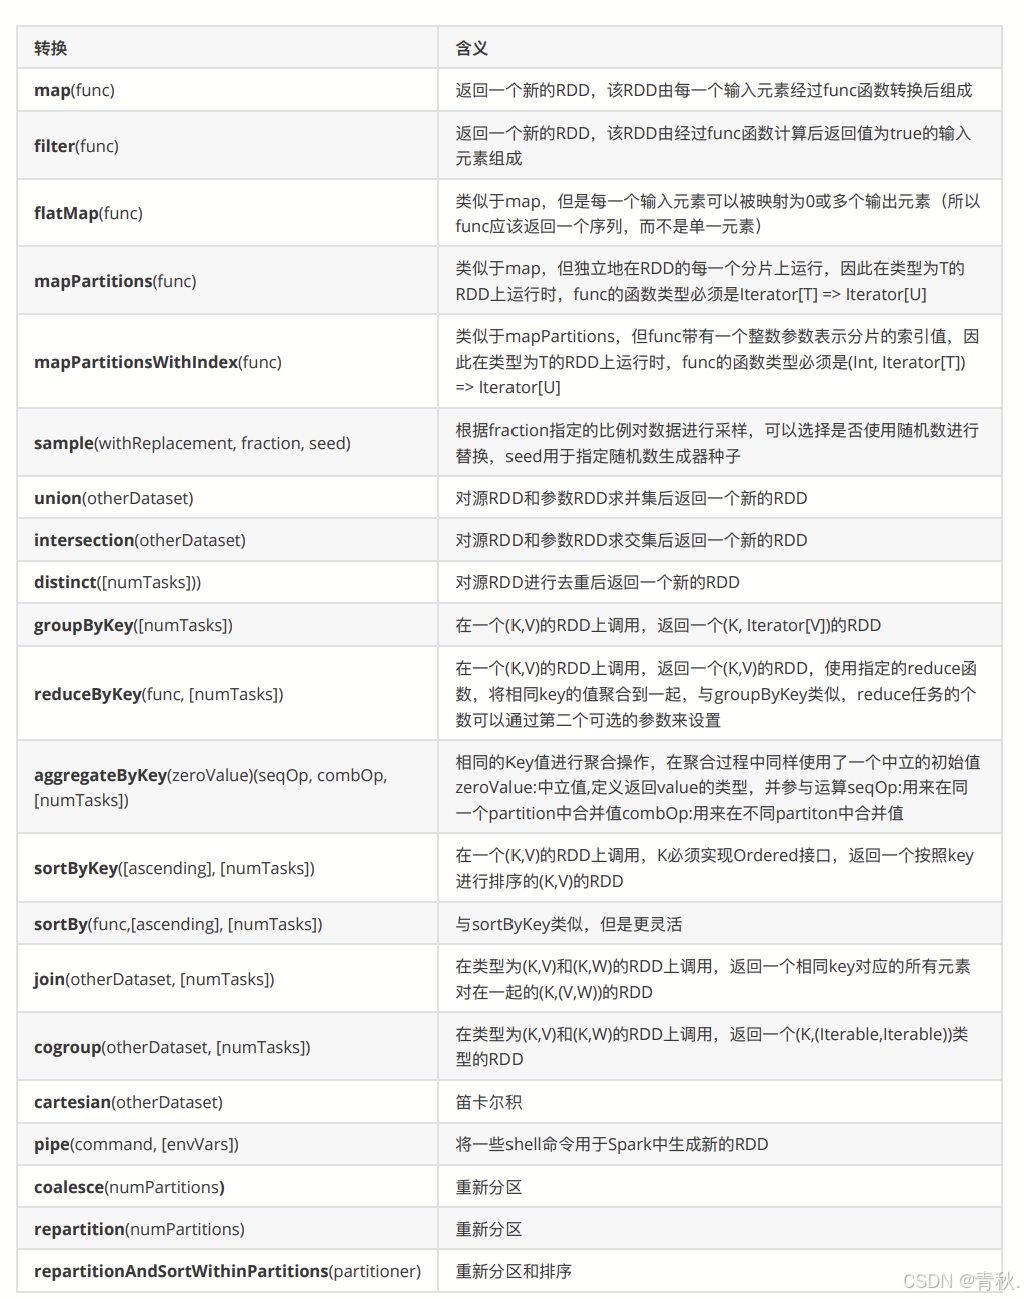 转换 含义
map(func) 返回一个新的RDD，该RDD由每一个输入元素经过func函数转换后组成
filter(func) 返回一个新的RDD，该RDD由经过func函数计算后返回值为true的输入
元素组成
flatMap(func) 类似于map，但是每一个输入元素可以被映射为0或多个输出元素（所以
func应该返回一个序列，而不是单一元素）
mapPartitions(func) 类似于map，但独立地在RDD的每一个分片上运行，因此在类型为T的
RDD上运行时，func的函数类型必须是Iterator[T] => Iterator[U]
mapPartitionsWithIndex(func) 类似于mapPartitions，但func带有一个整数参数表示分片的索引值，因
此在类型为T的RDD上运行时，func的函数类型必须是(Int, Iterator[T])
=> Iterator[U]
sample(withReplacement, fraction, seed) 根据fraction指定的比例对数据进行采样，可以选择是否使用随机数进行
替换，seed用于指定随机数生成器种子
union(otherDataset) 对源RDD和参数RDD求并集后返回一个新的RDD
intersection(otherDataset) 对源RDD和参数RDD求交集后返回一个新的RDD
distinct([numTasks])) 对源RDD进行去重后返回一个新的RDD
groupByKey([numTasks]) 在一个(K,V)的RDD上调用，返回一个(K, Iterator[V])的RDD
reduceByKey(func, [numTasks]) 在一个(K,V)的RDD上调用，返回一个(K,V)的RDD，使用指定的reduce函
数，将相同key的值聚合到一起，与groupByKey类似，reduce任务的个
数可以通过第二个可选的参数来设置
aggregateByKey(zeroValue)(seqOp, combOp,
[numTasks])
相同的Key值进行聚合操作，在聚合过程中同样使用了一个中立的初始值
zeroValue:中立值,定义返回value的类型，并参与运算seqOp:用来在同
一个partition中合并值combOp:用来在不同partiton中合并值
sortByKey([ascending], [numTasks]) 在一个(K,V)的RDD上调用，K必须实现Ordered接口，返回一个按照key
进行排序的(K,V)的RDD
sortBy(func,[ascending], [numTasks]) 与sortByKey类似，但是更灵活
join(otherDataset, [numTasks]) 在类型为(K,V)和(K,W)的RDD上调用，返回一个相同key对应的所有元素
对在一起的(K,(V,W))的RDD
cogroup(otherDataset, [numTasks]) 在类型为(K,V)和(K,W)的RDD上调用，返回一个(K,(Iterable,Iterable))类
型的RDD
cartesian(otherDataset) 笛卡尔积
pipe(command, [envVars]) 将一些shell命令用于Spark中生成新的RDD
coalesce(numPartitions) 重新分区
repartition(numPartitions) 重新分区
repartitionAndSortWithinPartitions(partitioner) 重新分区和排序
CSDN @青秋.